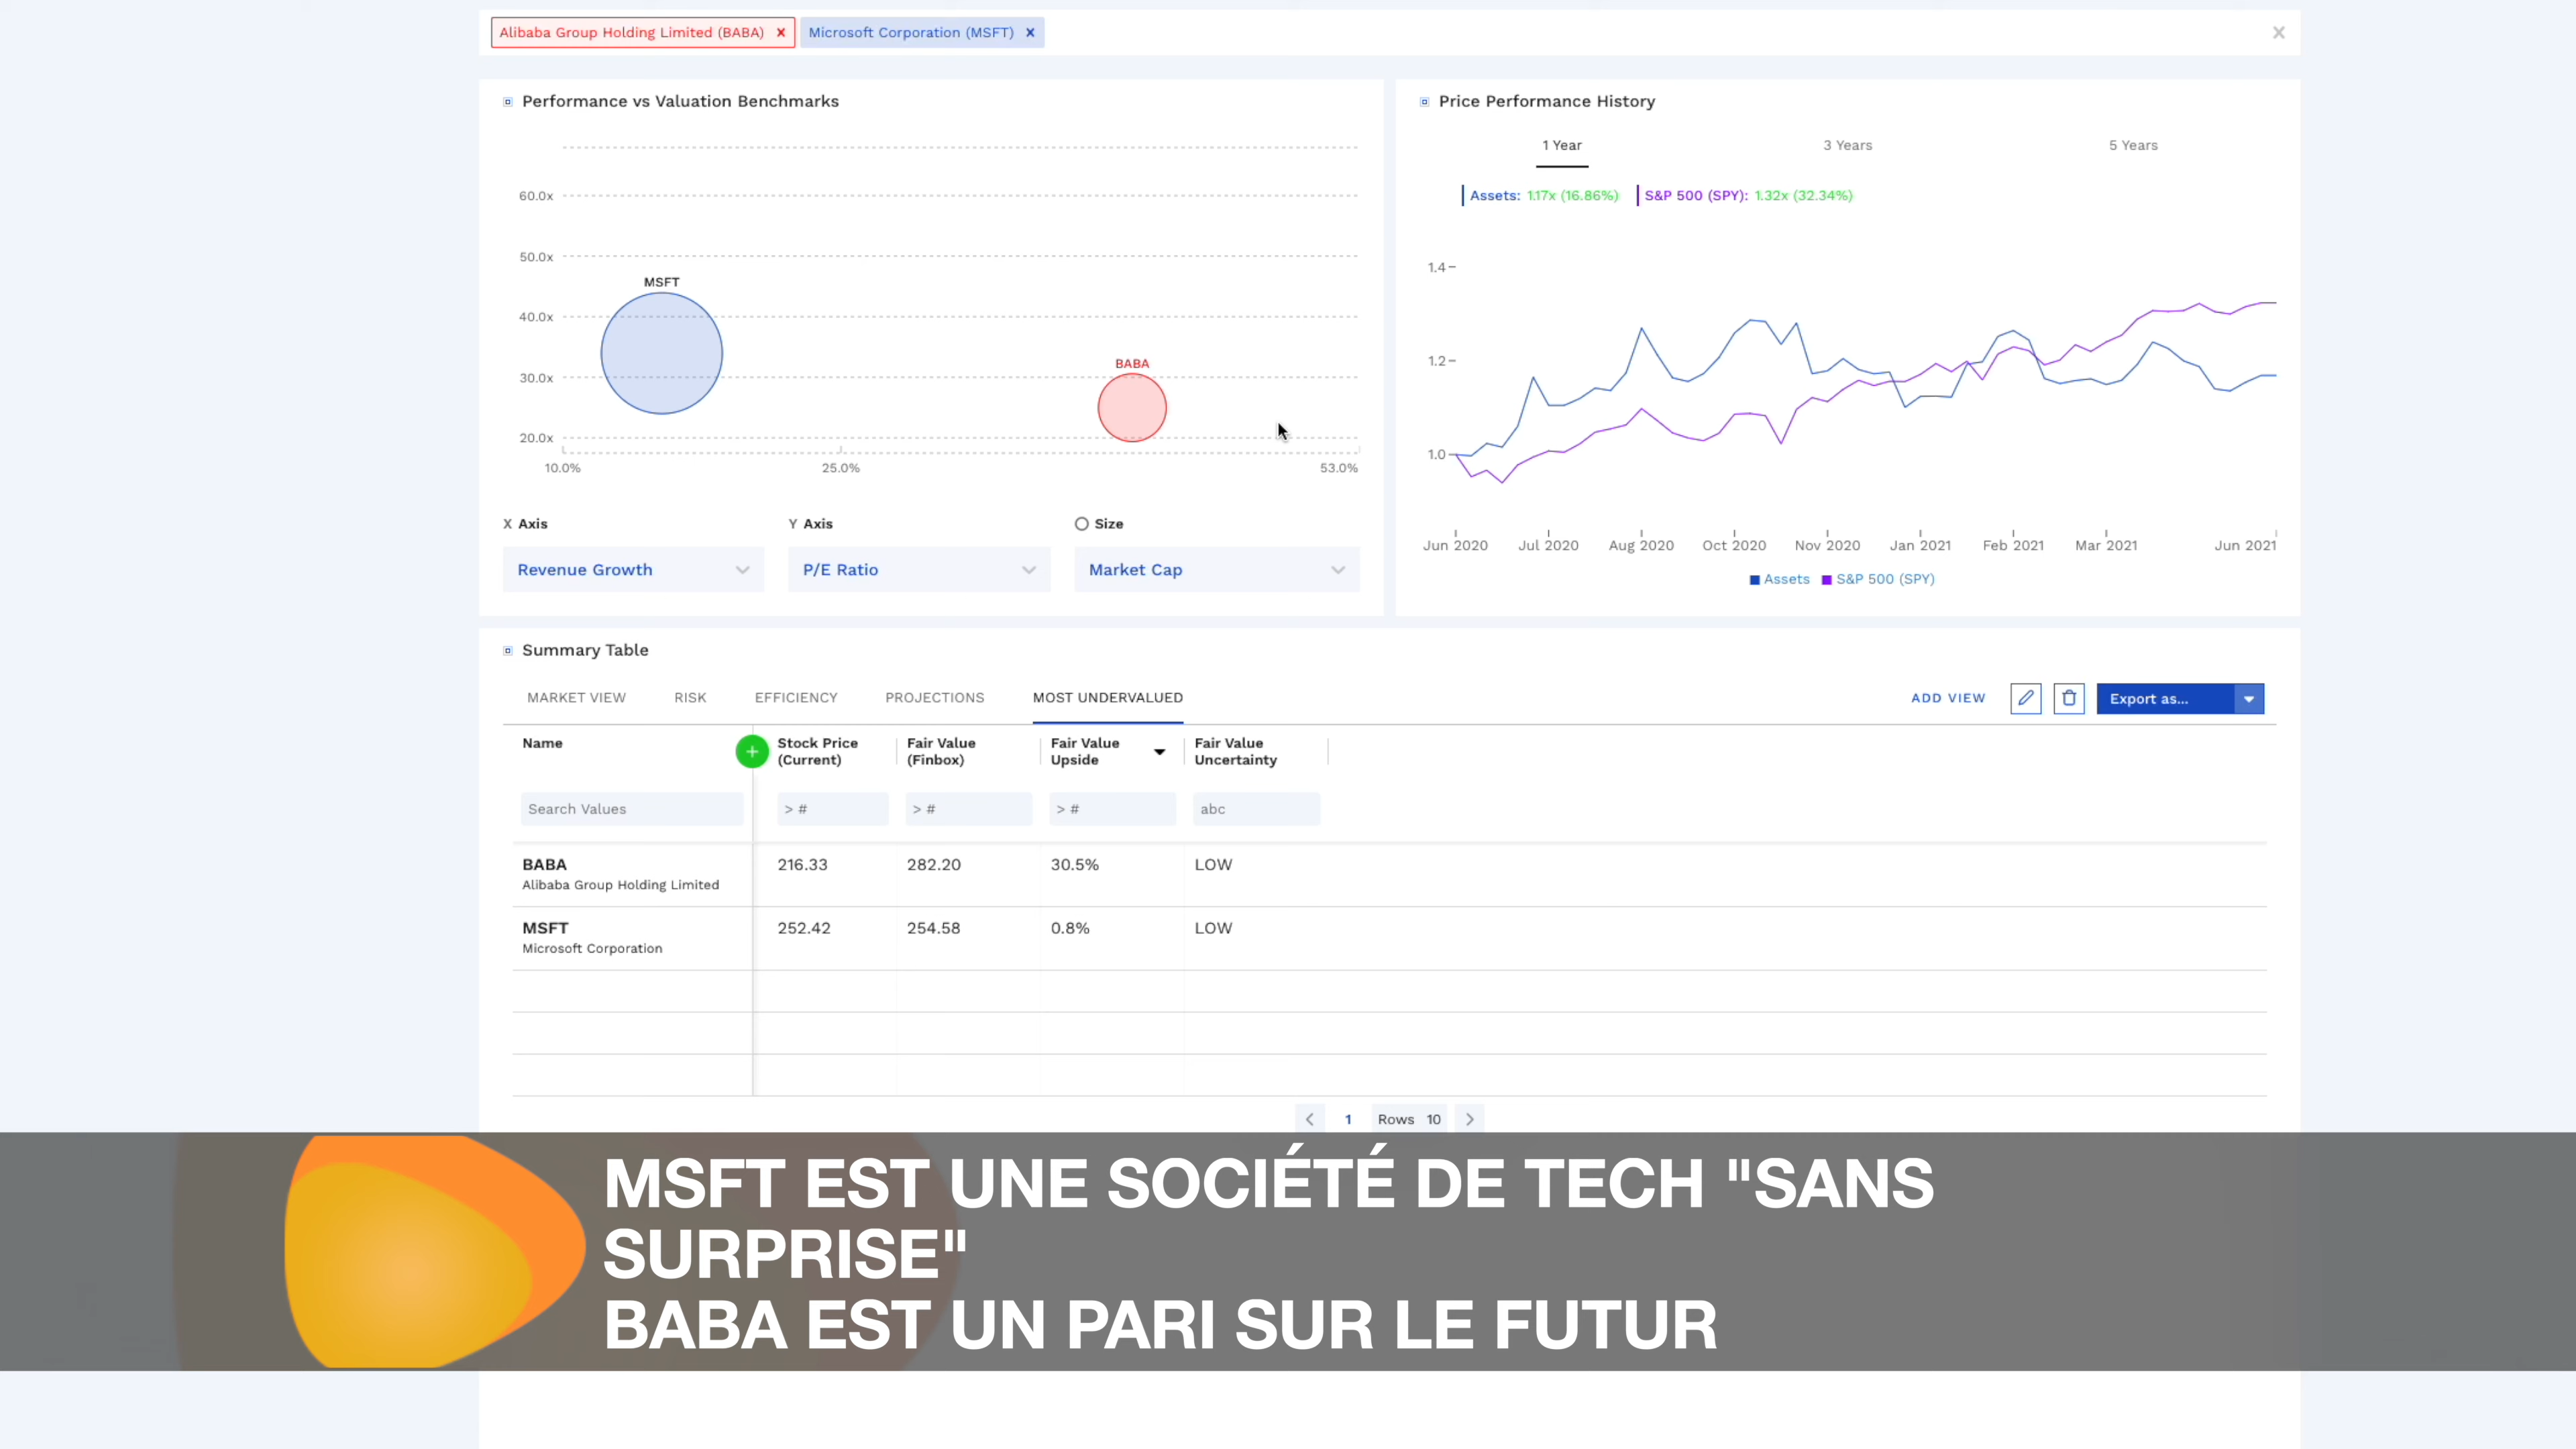 Alibaba Group Holding Limited (BABA) x Microsoft Corporation (MSFT) x
Performance vs Valuation Benchmarks
60.0x
50.0x
MSFT
40.0x
BABA
30.0x
20.0x
10.0% 25.0% 53.0%
X Axis Y Axis Size
Revenue Growth P/E Ratio Market Cap
Price Performance History
1 Year 3 Years 5 Years
Assets: 1.17x (16.86%) S&P 500 (SPY): 1.32x (32.34%)
1.4
1.2
1.0
Jun 2020 Jul 2020 Aug 2020 Oct 2020 Nov 2020 Jan 2021 Feb 2021 Mar 2021 Jun 2021
Assets S&P 500 (SPY)
Summary Table
MARKET VIEW RISK EFFICIENCY PROJECTIONS MOST UNDERVALUED ADD VIEW Export as...
Name Stock Price (Current) Fair Value (Finbox) Fair Value Upside Fair Value Uncertainty
Search Values > # > # > # abc
BABA 216.33 282.20 30.5% LOW
Alibaba Group Holding Limited
MSFT 252.42 254.58 0.8% LOW
Microsoft Corporation
1 Rows 10
MSFT EST UNE SOCIÉTÉ DE TECH "SANS
SURPRISE"
BABA EST UN PARI SUR LE FUTUR